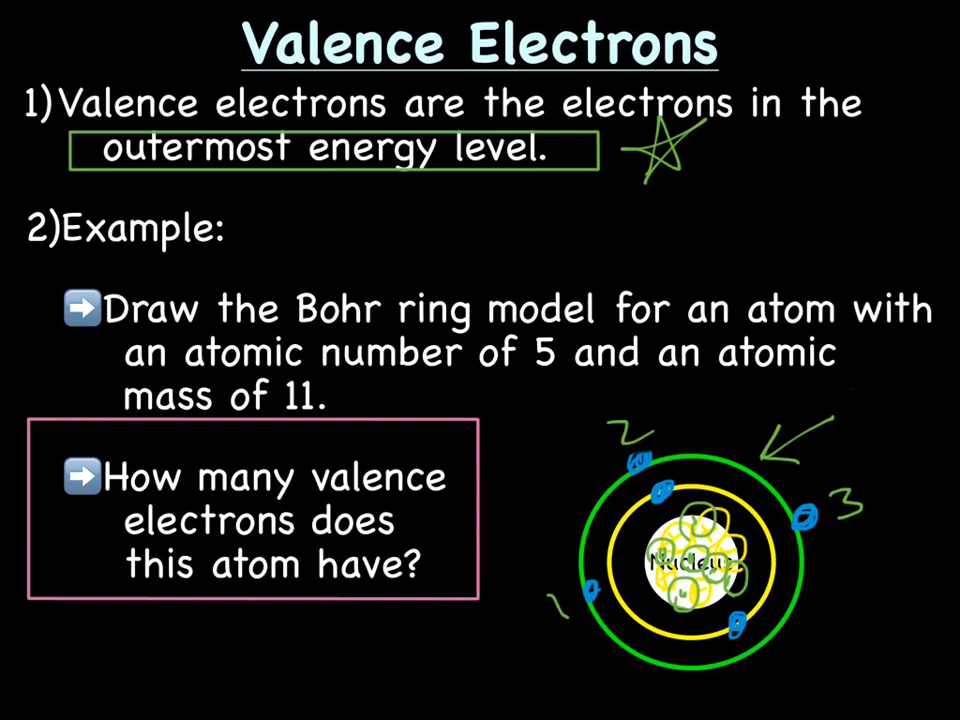 Valence Electrons
1) Valence electrons are the electrons in the
outermost energy level.
2) Example:
➡Draw the Bohr ring model for an atom with
an atomic number of 5 and an atomic
mass of 11.
➡How many valence
electrons does
this atom have?
2
3
Nucleus
1